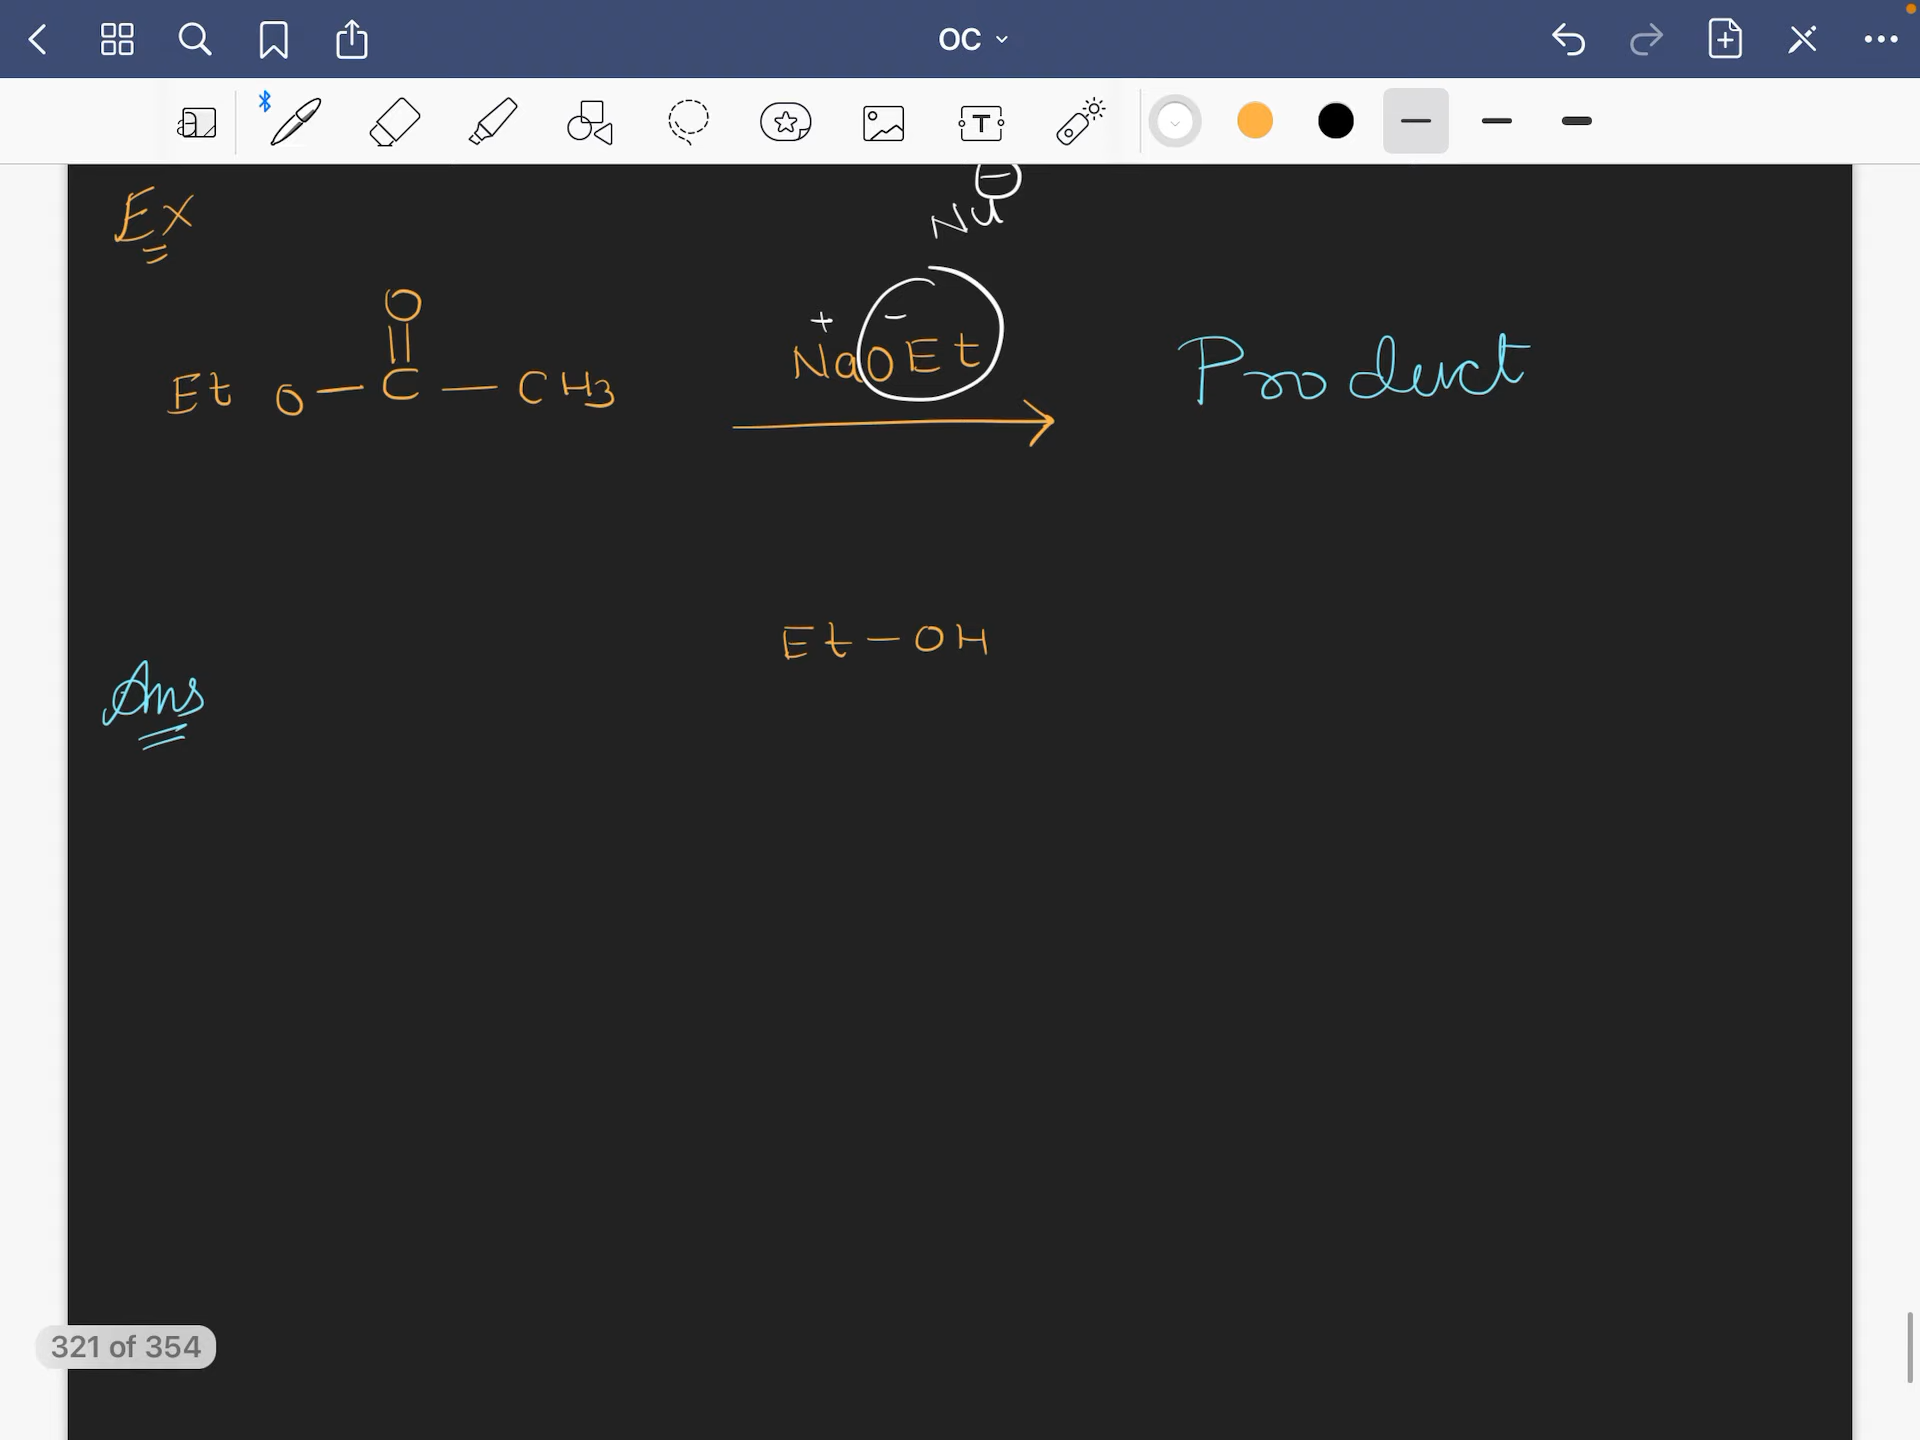 OC
T
Ex
Nu⊖
O
||
+ −
NaOEt
Et O — C — CH3
Product
Et — OH
Ans
321 of 354